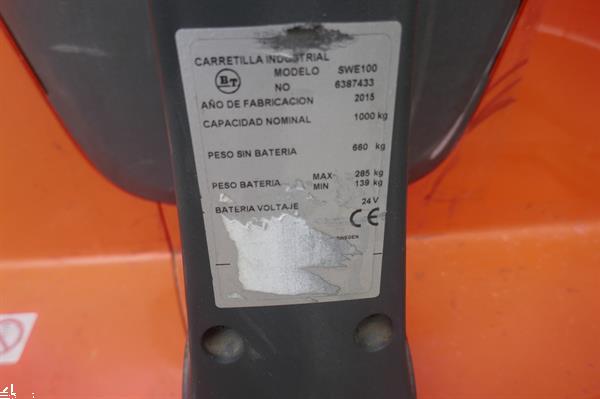 CARRETILLA INDUSTRIAL
BT MODELO SWE100
NO 6387433
AÑO DE FABRICACION 2015
CAPACIDAD NOMINAL 1000 kg
PESO SIN BATERIA 660 kg
PESO BATERIA MAX 285 kg
MIN 139 kg
BATERIA VOLTAJE 24 V
CE
SWEDEN